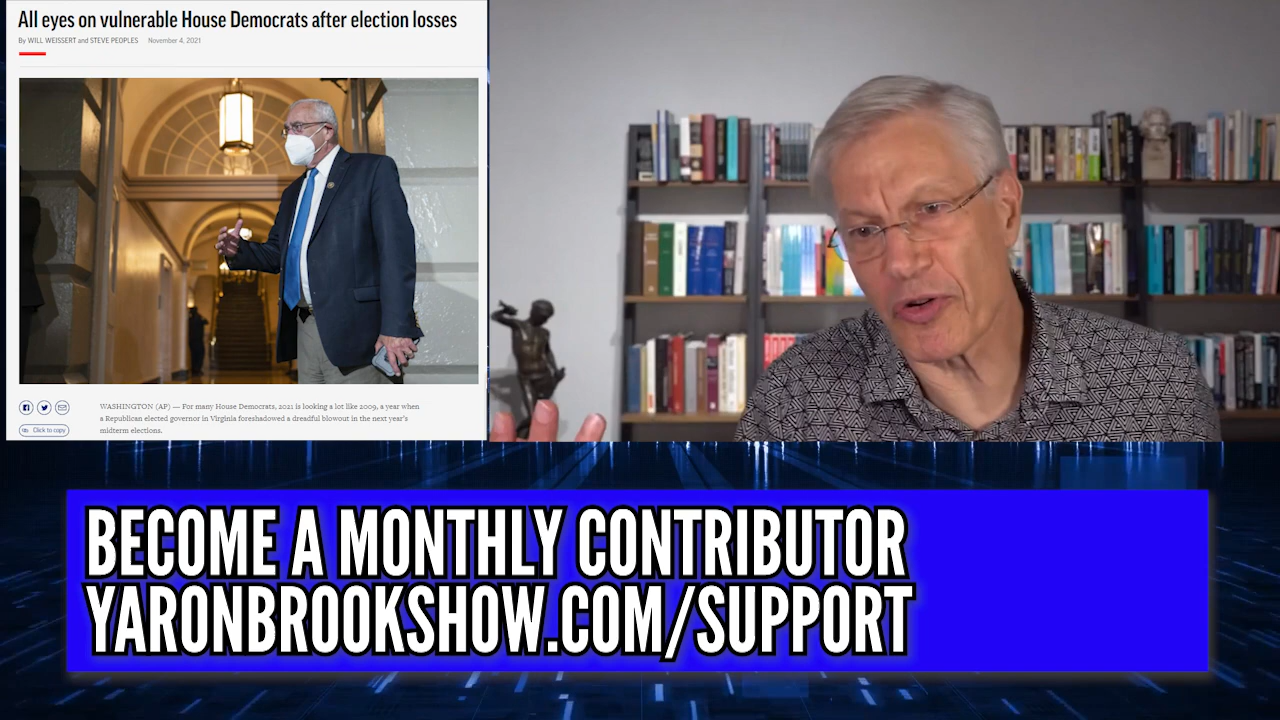 All eyes on vulnerable House Democrats after election losses
By WILL WEISSERT and STEVE PEOPLES November 4, 2021
WASHINGTON (AP) — For many House Democrats, 2021 is looking a lot like 2009, a year when
a Republican elected governor in Virginia foreshadowed a dreadful blowout in the next year's
midterm elections.
Click to copy
BECOME A MONTHLY CONTRIBUTOR
YARONBROOKSHOW.COM/SUPPORT